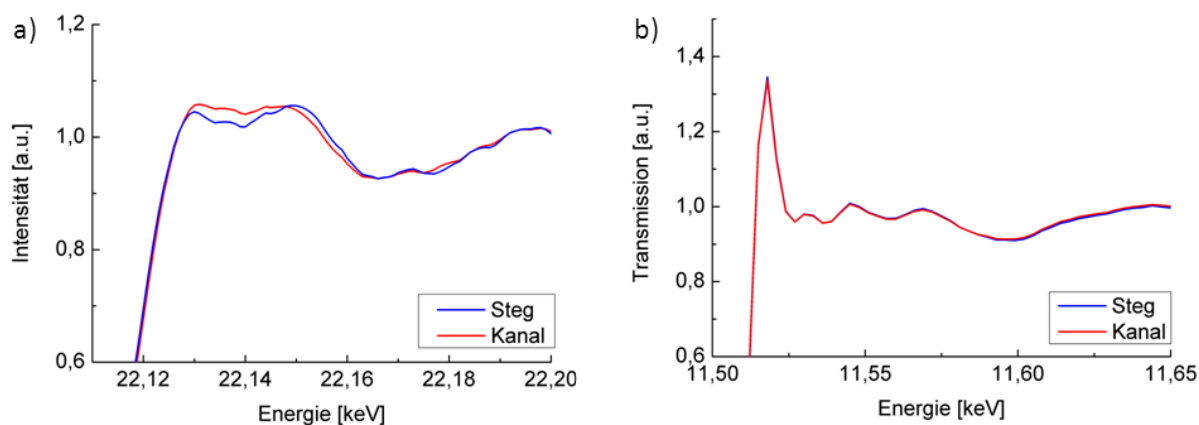 a)
Intensität [a.u.]
1,2
1,0
0,8
0,6
22,12 22,14 22,16 22,18 22,20
Energie [keV]
Steg
Kanal
b)
Transmission [a.u.]
1,4
1,2
1,0
0,8
0,6
11,50 11,55 11,60 11,65
Energie [keV]
Steg
Kanal